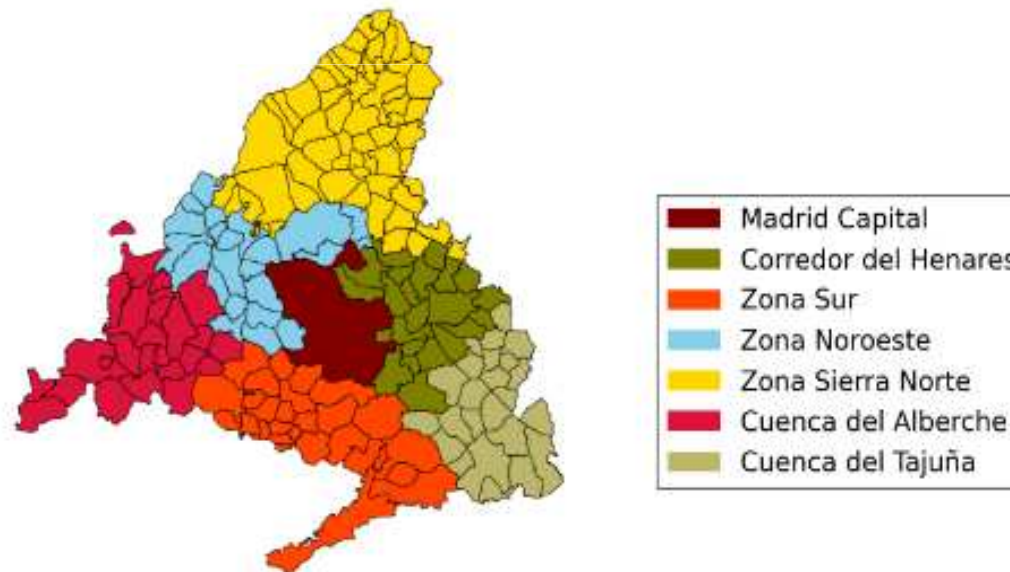 Madrid Capital
Corredor del Henares
Zona Sur
Zona Noroeste
Zona Sierra Norte
Cuenca del Alberche
Cuenca del Tajuña